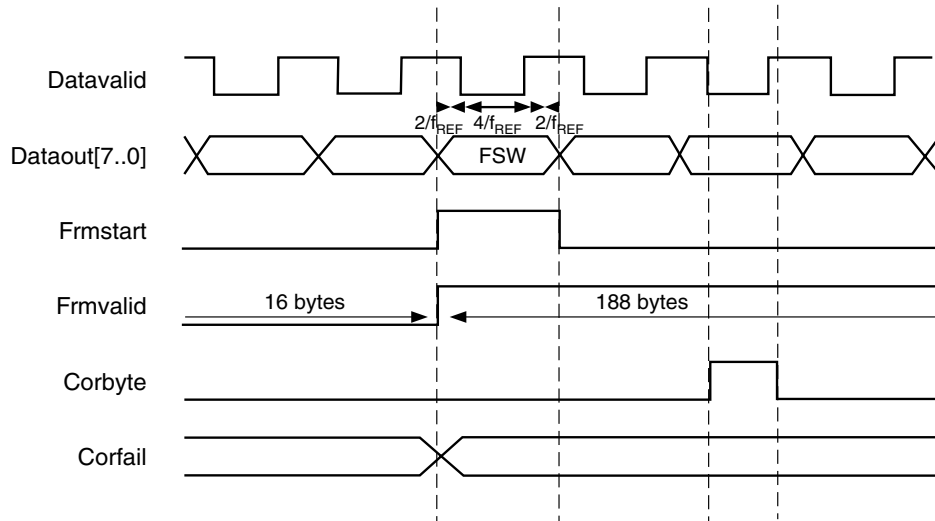 Datavalid
2/fREF 4/fREF 2/fREF
Dataout[7..0]
FSW
Frmstart
Frmvalid
16 bytes
188 bytes
Corbyte
Corfail